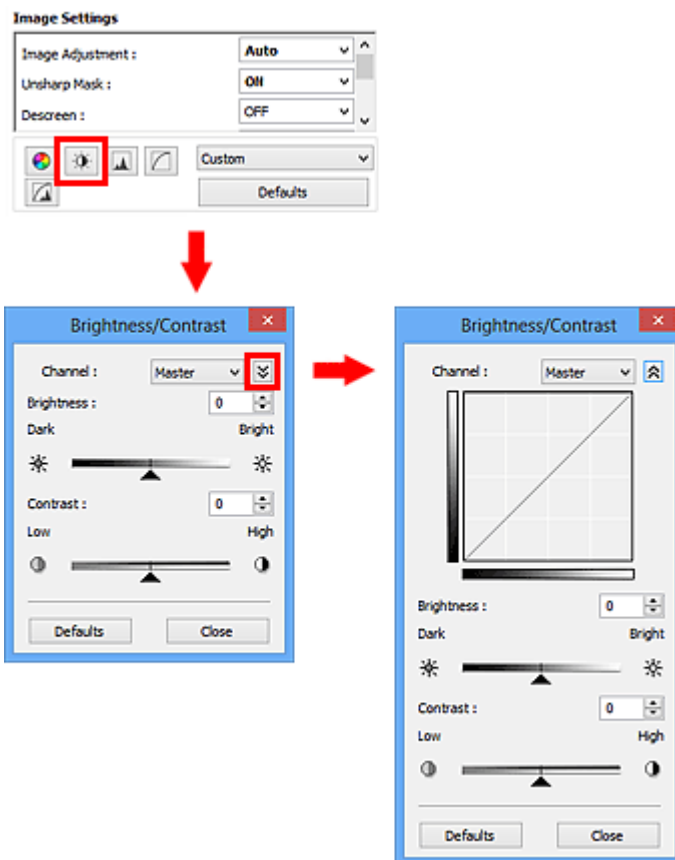 Image Settings
Image Adjustment : Auto
Unsharp Mask : ON
Descreen : OFF
Custom
Defaults
Brightness/Contrast
Channel : Master
Brightness : 0
Dark Bright
Contrast : 0
Low High
Defaults Close
Brightness/Contrast
Channel : Master
Brightness : 0
Dark Bright
Contrast : 0
Low High
Defaults Close